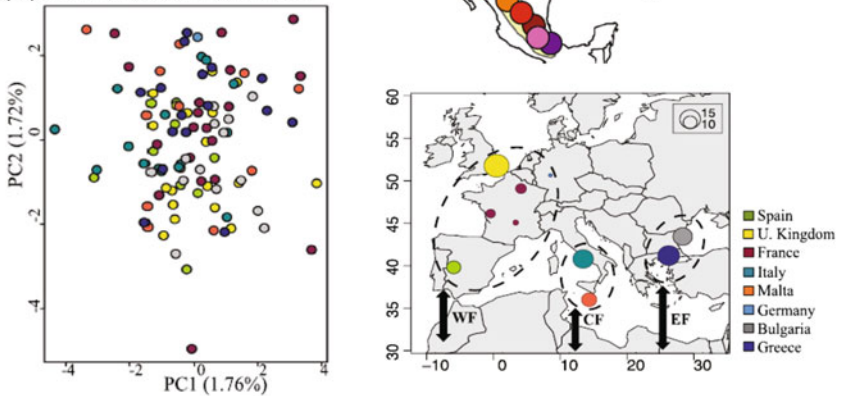 2
0
-2
-4
PC2 (1.72%)
-4 -2 0 2 4
PC1 (1.76%)
60
55
50
45
40
35
30
15
10
WF CF EF
-10 0 10 20 30
Spain
U. Kingdom
France
Italy
Malta
Germany
Bulgaria
Greece